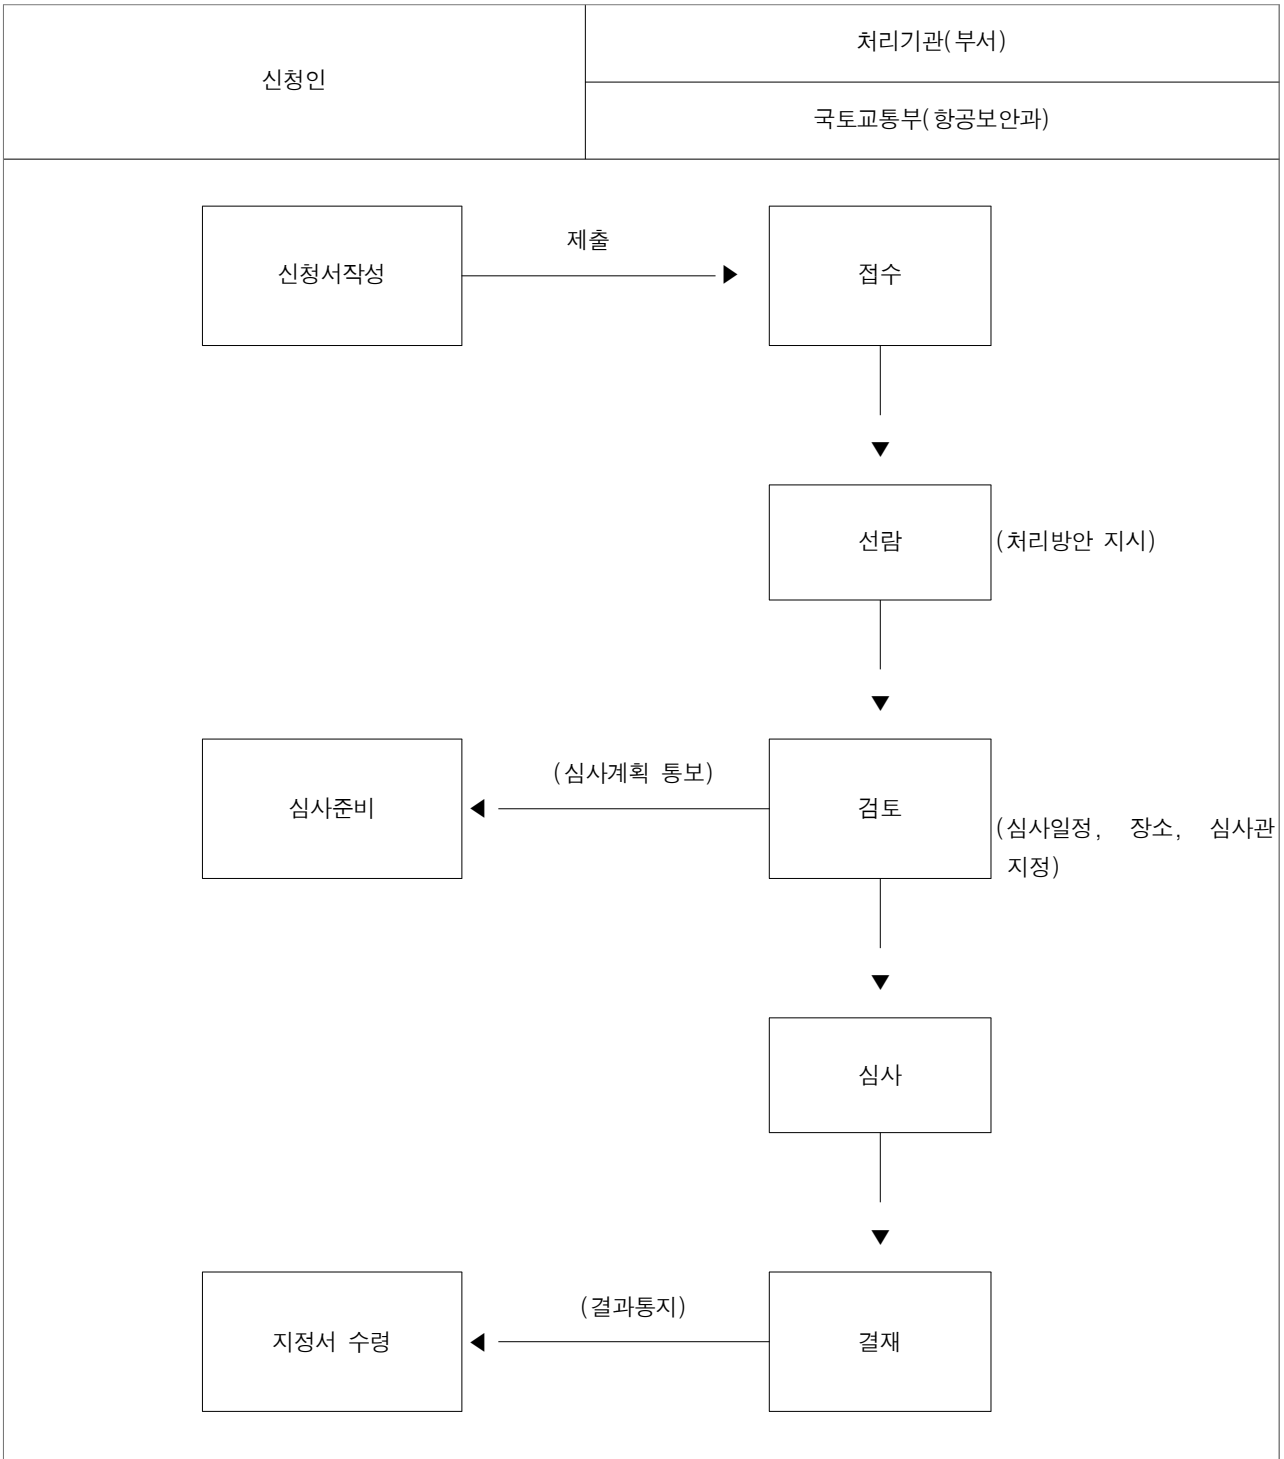 신청인
처리기관(부서)
국토교통부(항공보안과)
제출
신청서작성
접수
선람
(처리방안 지시)
(심사계획 통보)
심사준비
검토
(심사일정, 장소, 심사관
지정)
심사
(결과통지)
지정서 수령
결재